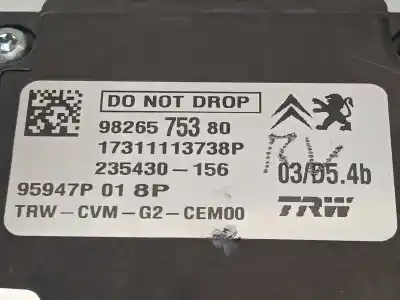 DO NOT DROP
98265 753 80
17311113738P
235430-156
03/D5.4b
95947P 01 8P
TRW-CVM-G2-CEM00
TRW